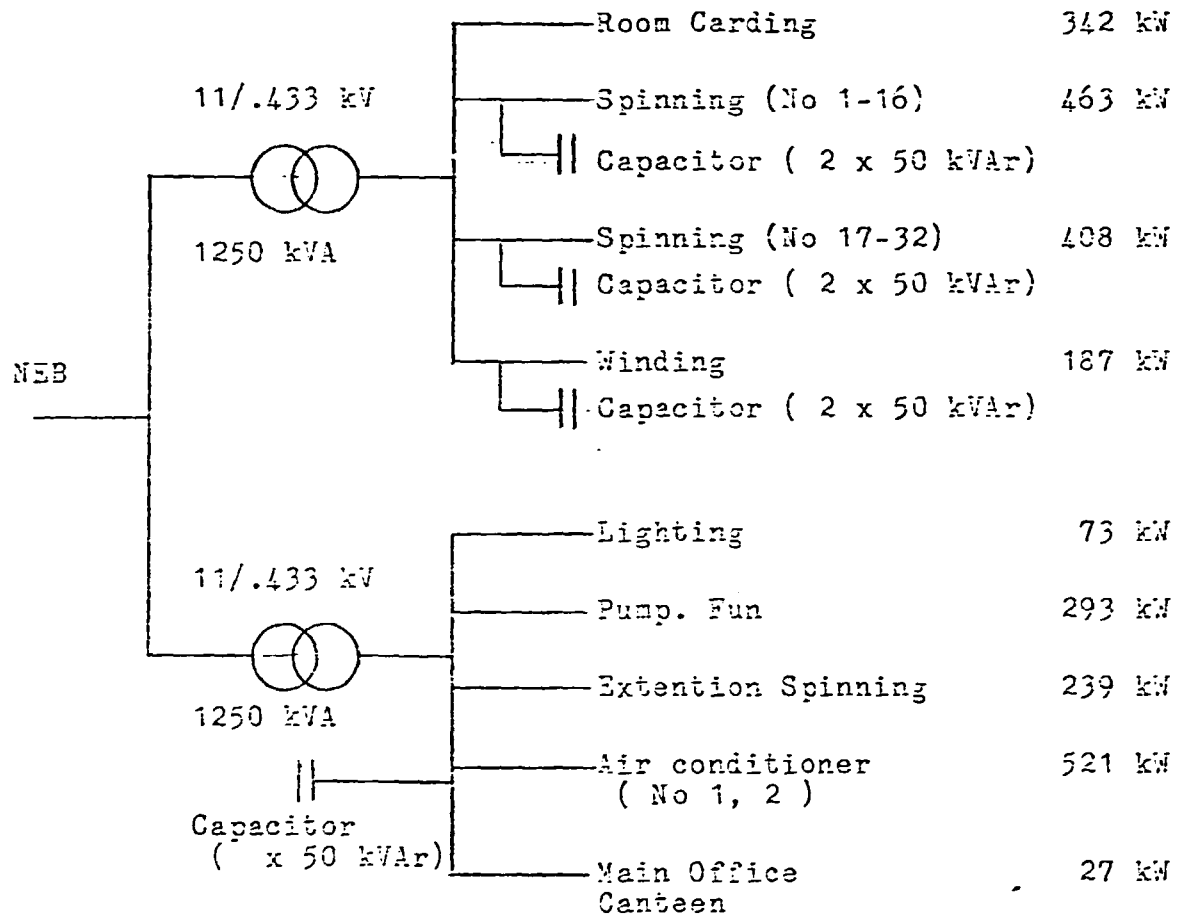 Room Carding 342 kW
11/.433 kV
Spinning (No 1-16) 463 kW
Capacitor ( 2 x 50 kVAr)
1250 kVA
Spinning (No 17-32) 408 kW
Capacitor ( 2 x 50 kVAr)
NEB
Winding 187 kW
Capacitor ( 2 x 50 kVAr)
Lighting 73 kW
11/.433 kV
Pump. Fun 293 kW
Extention Spinning 239 kW
1250 kVA
Air conditioner 521 kW
( No 1, 2 )
Capacitor
( x 50 kVAr)
Main Office 27 kW
Canteen